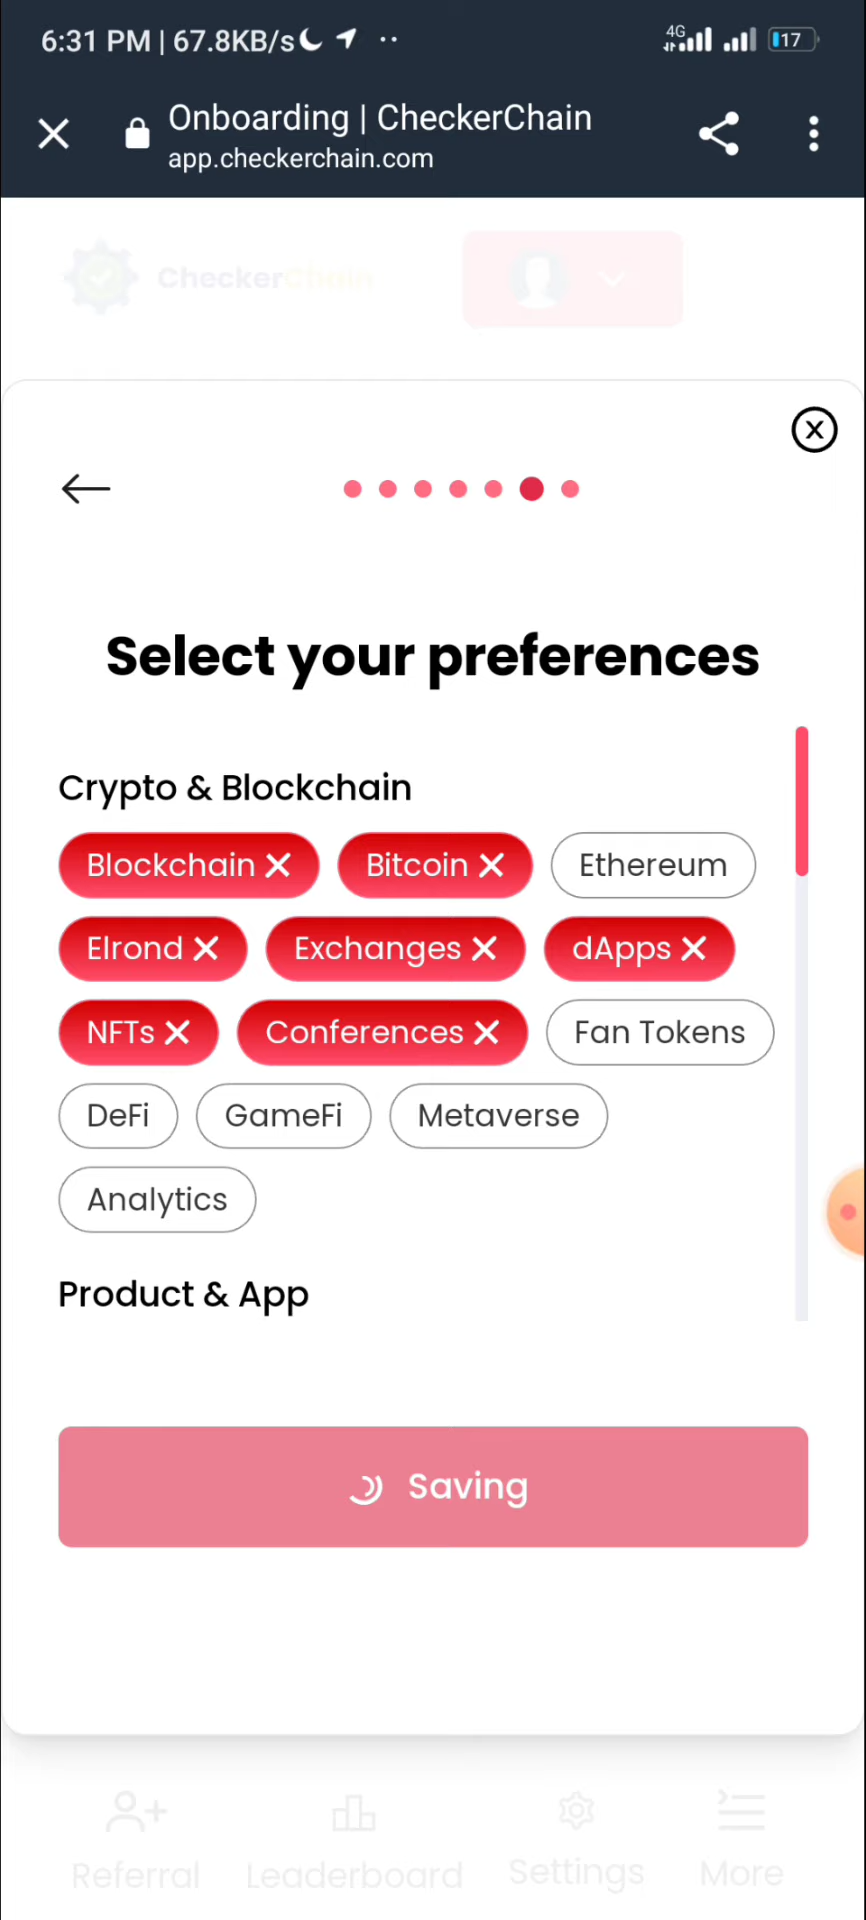 6:31 PM | 67.8KB/s 4G 17
Onboarding | CheckerChain
app.checkerchain.com
CheckerChain
Select your preferences
Crypto & Blockchain
Blockchain Bitcoin Ethereum
Elrond Exchanges dApps
NFTs Conferences Fan Tokens
DeFi GameFi Metaverse
Analytics
Product & App
Saving
Referral Leaderboard Settings More